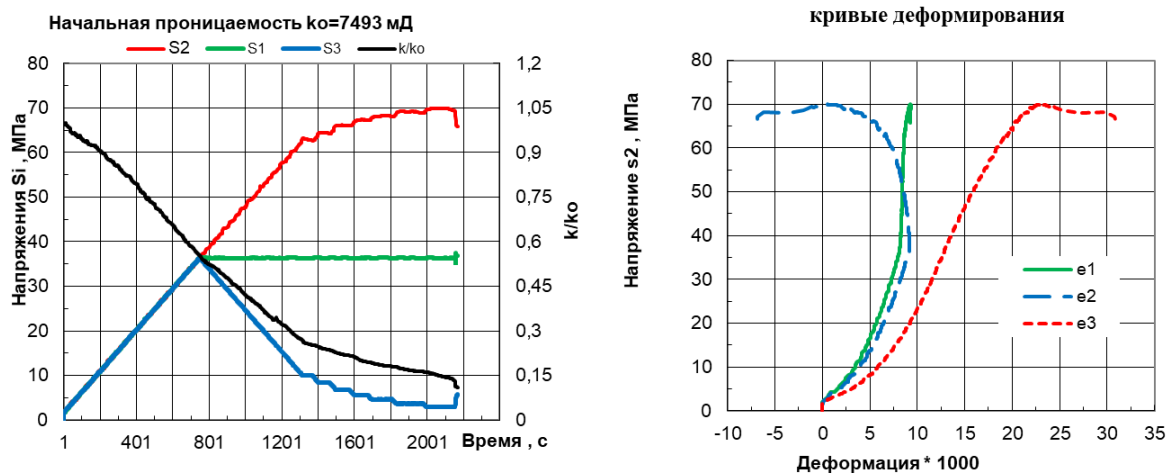 Начальная проницаемость ko=7493 мД
S2 S1 S3 k/ko
80
70
60
50
40
30
20
10
0
Напряжения Si , МПа
1,2
1,05
0,9
0,75
0,6
0,45
0,3
0,15
0
k/ko
1 401 801 1201 1601 2001 Время , с
кривые деформирования
80
70
60
50
40
30
20
10
0
Напряжение s2 , МПа
e1
e2
e3
-10 -5 0 5 10 15 20 25 30 35
Деформация * 1000